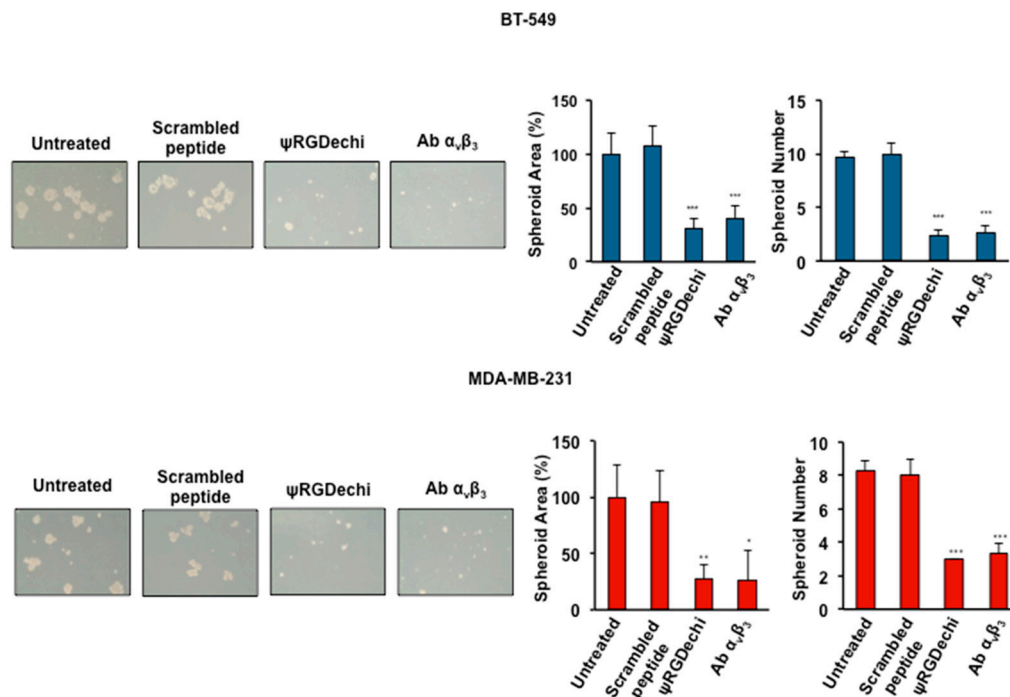 BT-549
Untreated
Scrambled
peptide
ψRGDechi
Ab αvβ3
Spheroid Area (%)
150
100
50
0
***
***
Untreated
Scrambled
peptide
ψRGDechi
Ab αvβ3
Spheroid Number
15
10
5
0
***
***
Untreated
Scrambled
peptide
ψRGDechi
Ab αvβ3
MDA-MB-231
Untreated
Scrambled
peptide
ψRGDechi
Ab αvβ3
Spheroid Area (%)
150
100
50
0
**
*
Untreated
Scrambled
peptide
ψRGDechi
Ab αvβ3
Spheroid Number
10
8
6
4
2
0
***
***
Untreated
Scrambled
peptide
ψRGDechi
Ab αvβ3